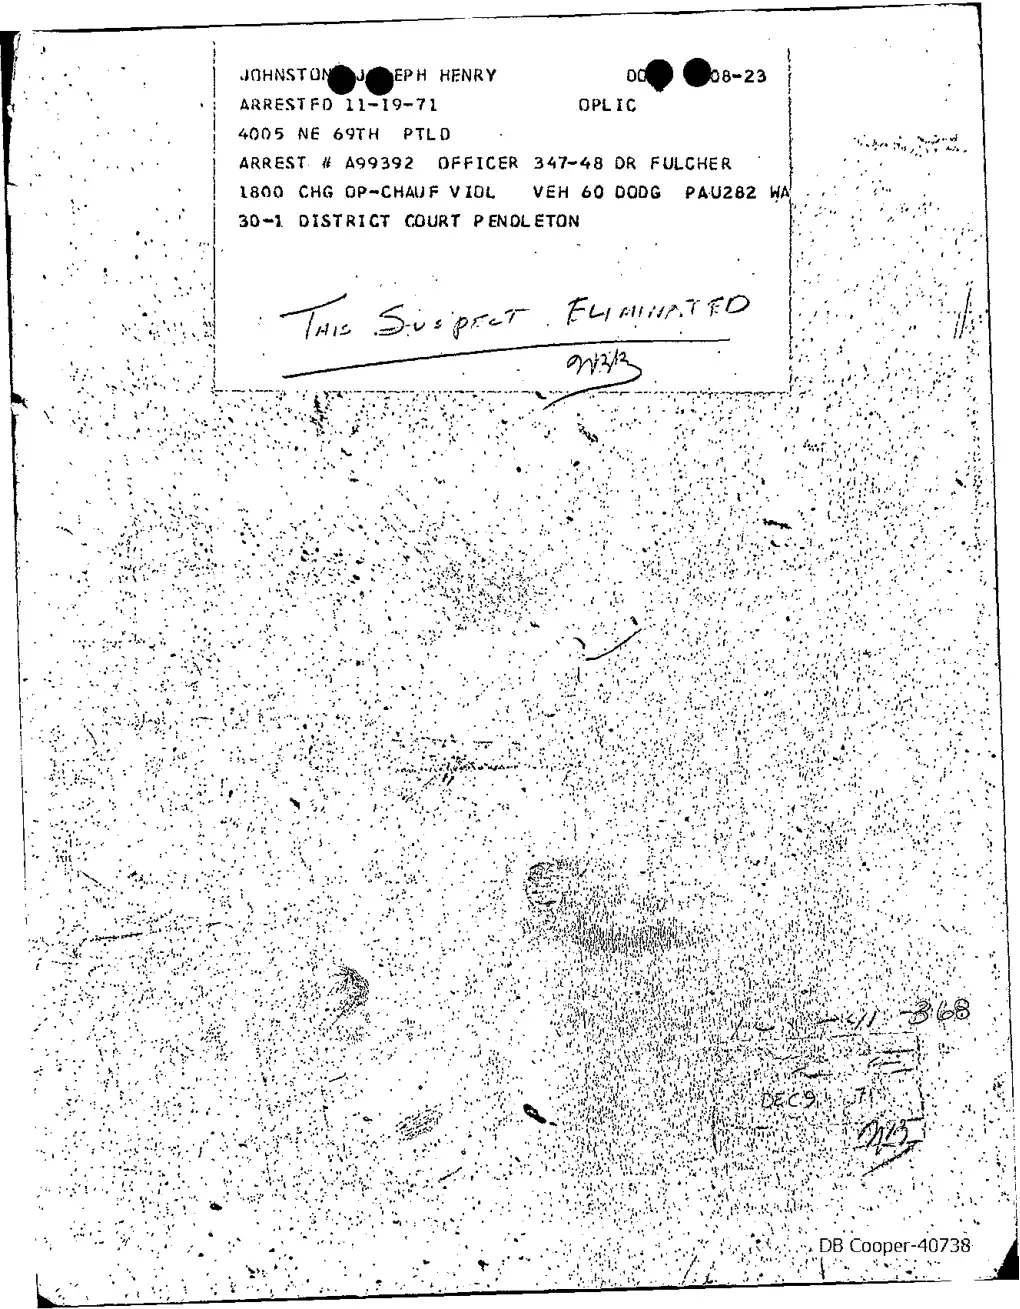 JOHNSTON J EPH HENRY DO 08-23
ARRESTED 11-19-71 OPLIC
4005 NE 69TH PTLD
ARREST # A99392 OFFICER 347-48 DR FULCHER
1800 CHG OP-CHAUF VIOL VEH 60 DODG PAU282 WA
30-1 DISTRICT COURT PENDLETON
THIS SUSPECT ELIMINATED
-41 -368
DEC 9 71
DB Cooper-40738